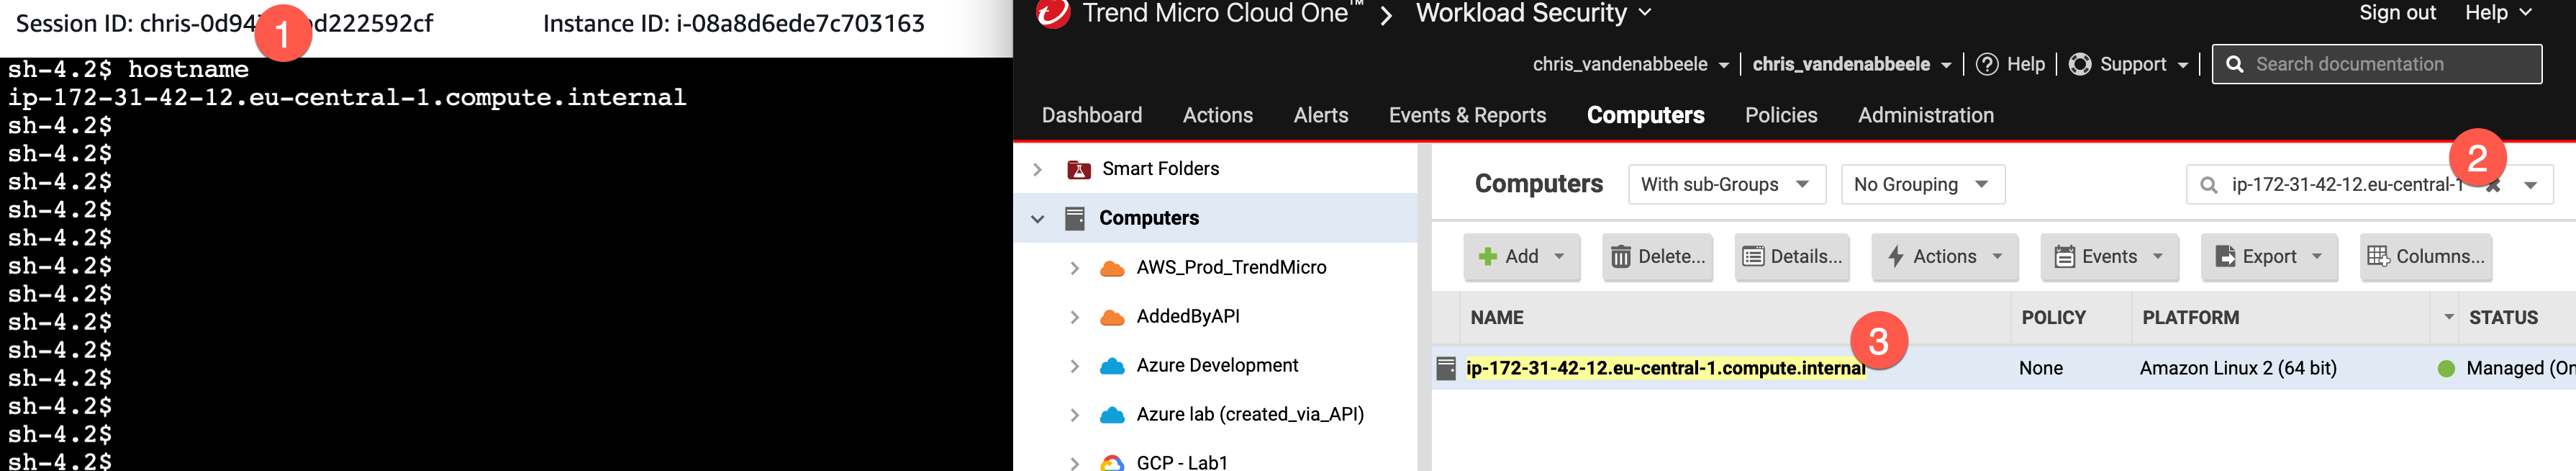 Session ID: chris-0d94 d222592cf
Instance ID: i-08a8d6ede7c703163
1
sh-4.2$ hostname
ip-172-31-42-12.eu-central-1.compute.internal
sh-4.2$
sh-4.2$
sh-4.2$
sh-4.2$
sh-4.2$
sh-4.2$
sh-4.2$
sh-4.2$
sh-4.2$
sh-4.2$
sh-4.2$
sh-4.2$
sh-4.2$
Trend Micro Cloud One™ Workload Security
Sign out Help
chris_vandenabbeele chris_vandenabbeele Help Support Search documentation
Dashboard Actions Alerts Events & Reports Computers Policies Administration
Smart Folders
Computers
AWS_Prod_TrendMicro
AddedByAPI
Azure Development
Azure lab (created_via_API)
GCP - Lab1
2
Computers With sub-Groups No Grouping ip-172-31-42-12.eu-central-1
Add Delete... Details... Actions Events Export Columns...
NAME POLICY PLATFORM STATUS
3
ip-172-31-42-12.eu-central-1.compute.internal None Amazon Linux 2 (64 bit) Managed (On